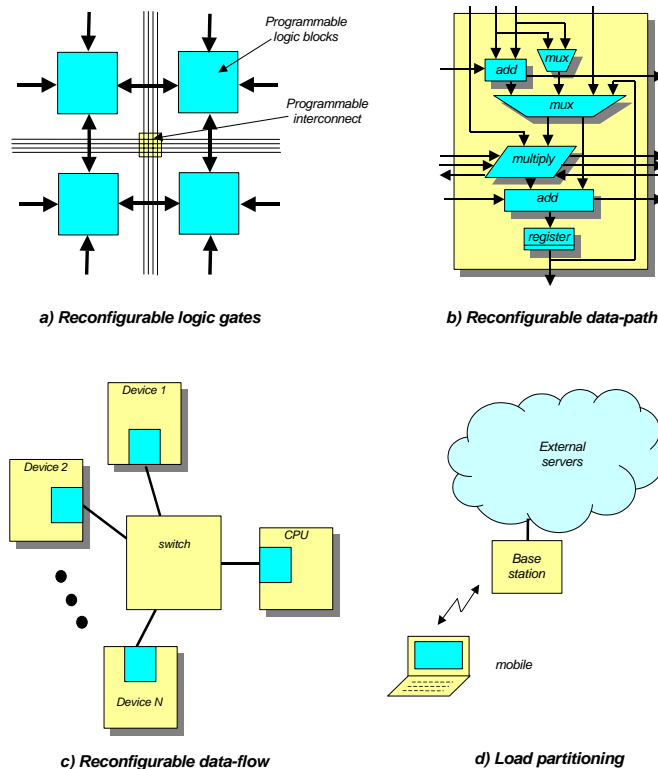 Programmable
logic blocks
Programmable
interconnect
a) Reconfigurable logic gates
mux
add
mux
multiply
add
register
b) Reconfigurable data-path
Device 1
Device 2
switch
CPU
Device N
c) Reconfigurable data-flow
External
servers
Base
station
mobile
d) Load partitioning